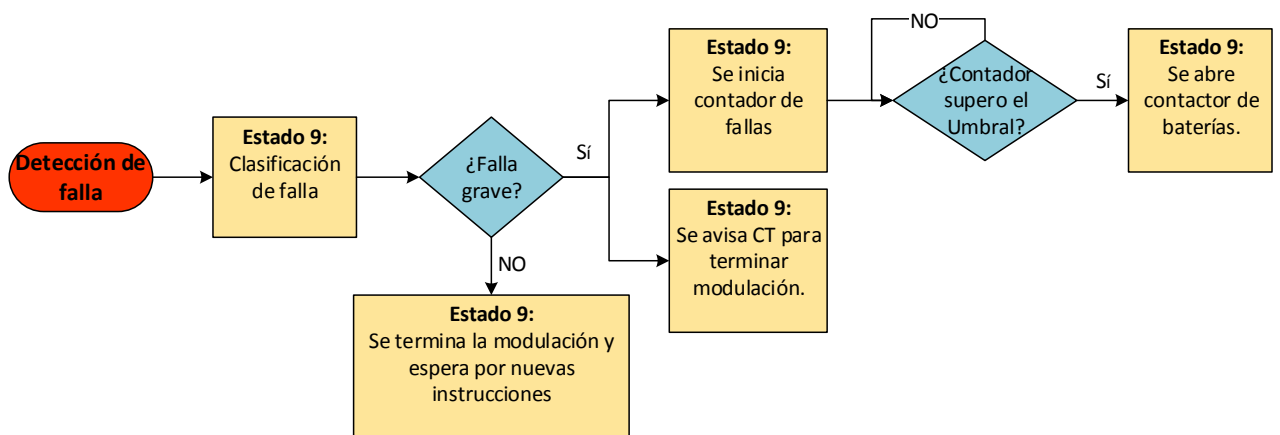 Detección de
falla
Estado 9:
Clasificación
de falla
¿Falla
grave?
Sí
NO
Estado 9:
Se termina la modulación y
espera por nuevas
instrucciones
Estado 9:
Se inicia
contador de
fallas
Estado 9:
Se avisa CT para
terminar
modulación.
NO
¿Contador
supero el
Umbral?
Sí
Estado 9:
Se abre
contactor de
baterías.